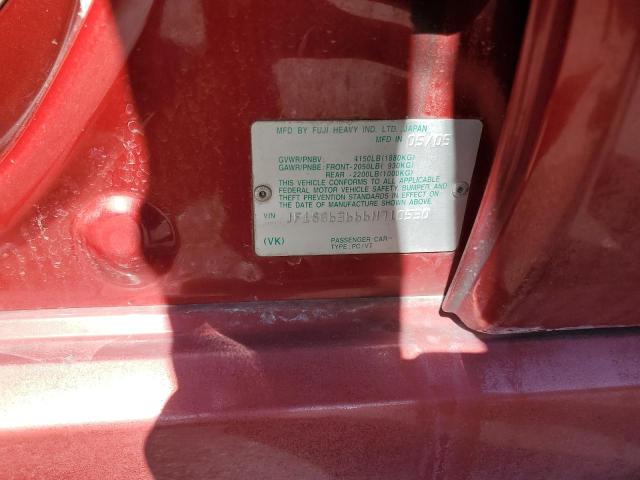 MFD BY FUJI HEAVY IND. LTD. JAPAN
MFD IN 05/05
GVWR/PNBV: 4150LB(1880KG)
GAWR/PNBE: FRONT-2050LB( 930KG)
REAR -2200LB(1000KG)
THIS VEHICLE CONFORMS TO ALL APPLICABLE
FEDERAL MOTOR VEHICLE SAFETY, BUMPER, AND
THEFT PREVENTION STANDARDS IN EFFECT ON
THE DATE OF MANUFACTURE SHOWN ABOVE.
VIN
(VK)
PASSENGER CAR-
TYPE:PC/VT